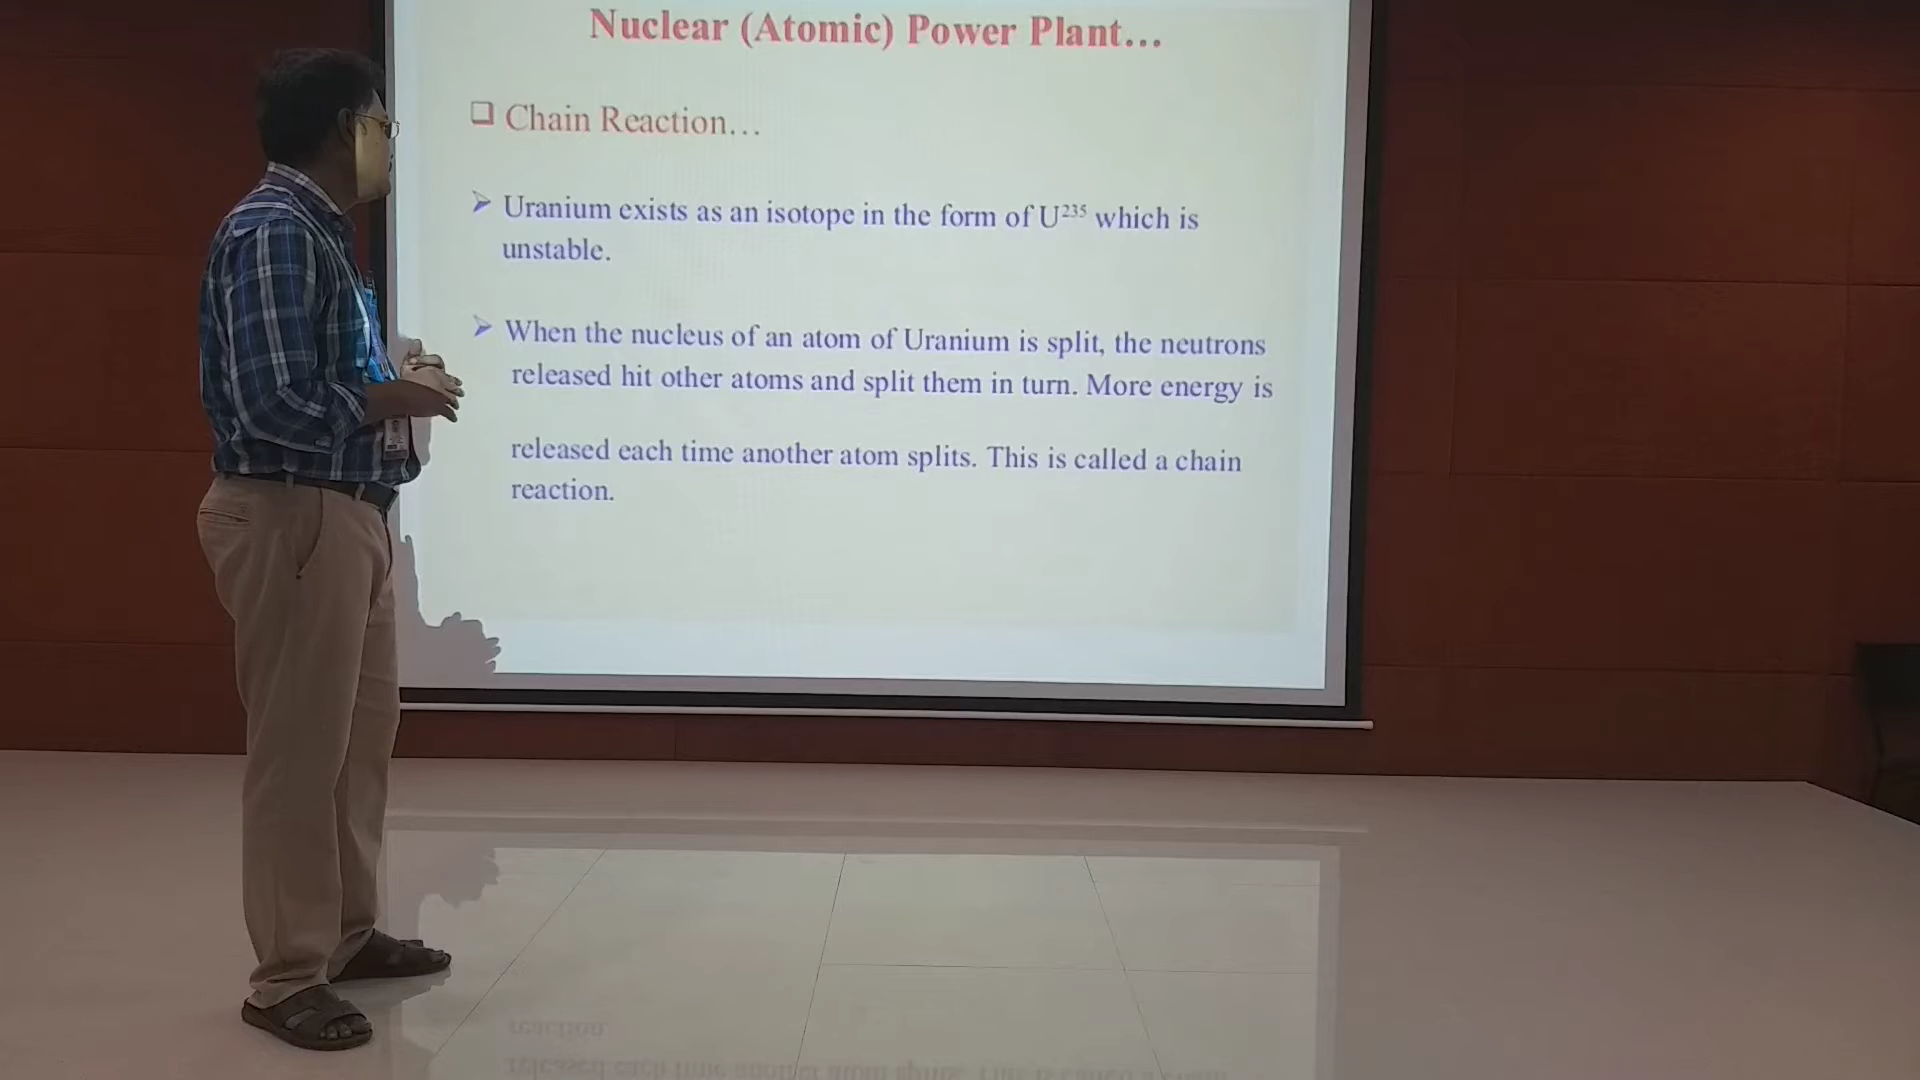 Nuclear (Atomic) Power Plant...
❑ Chain Reaction...
➢ Uranium exists as an isotope in the form of U²³⁵ which is
unstable.
➢ When the nucleus of an atom of Uranium is split, the neutrons
released hit other atoms and split them in turn. More energy is
released each time another atom splits. This is called a chain
reaction.